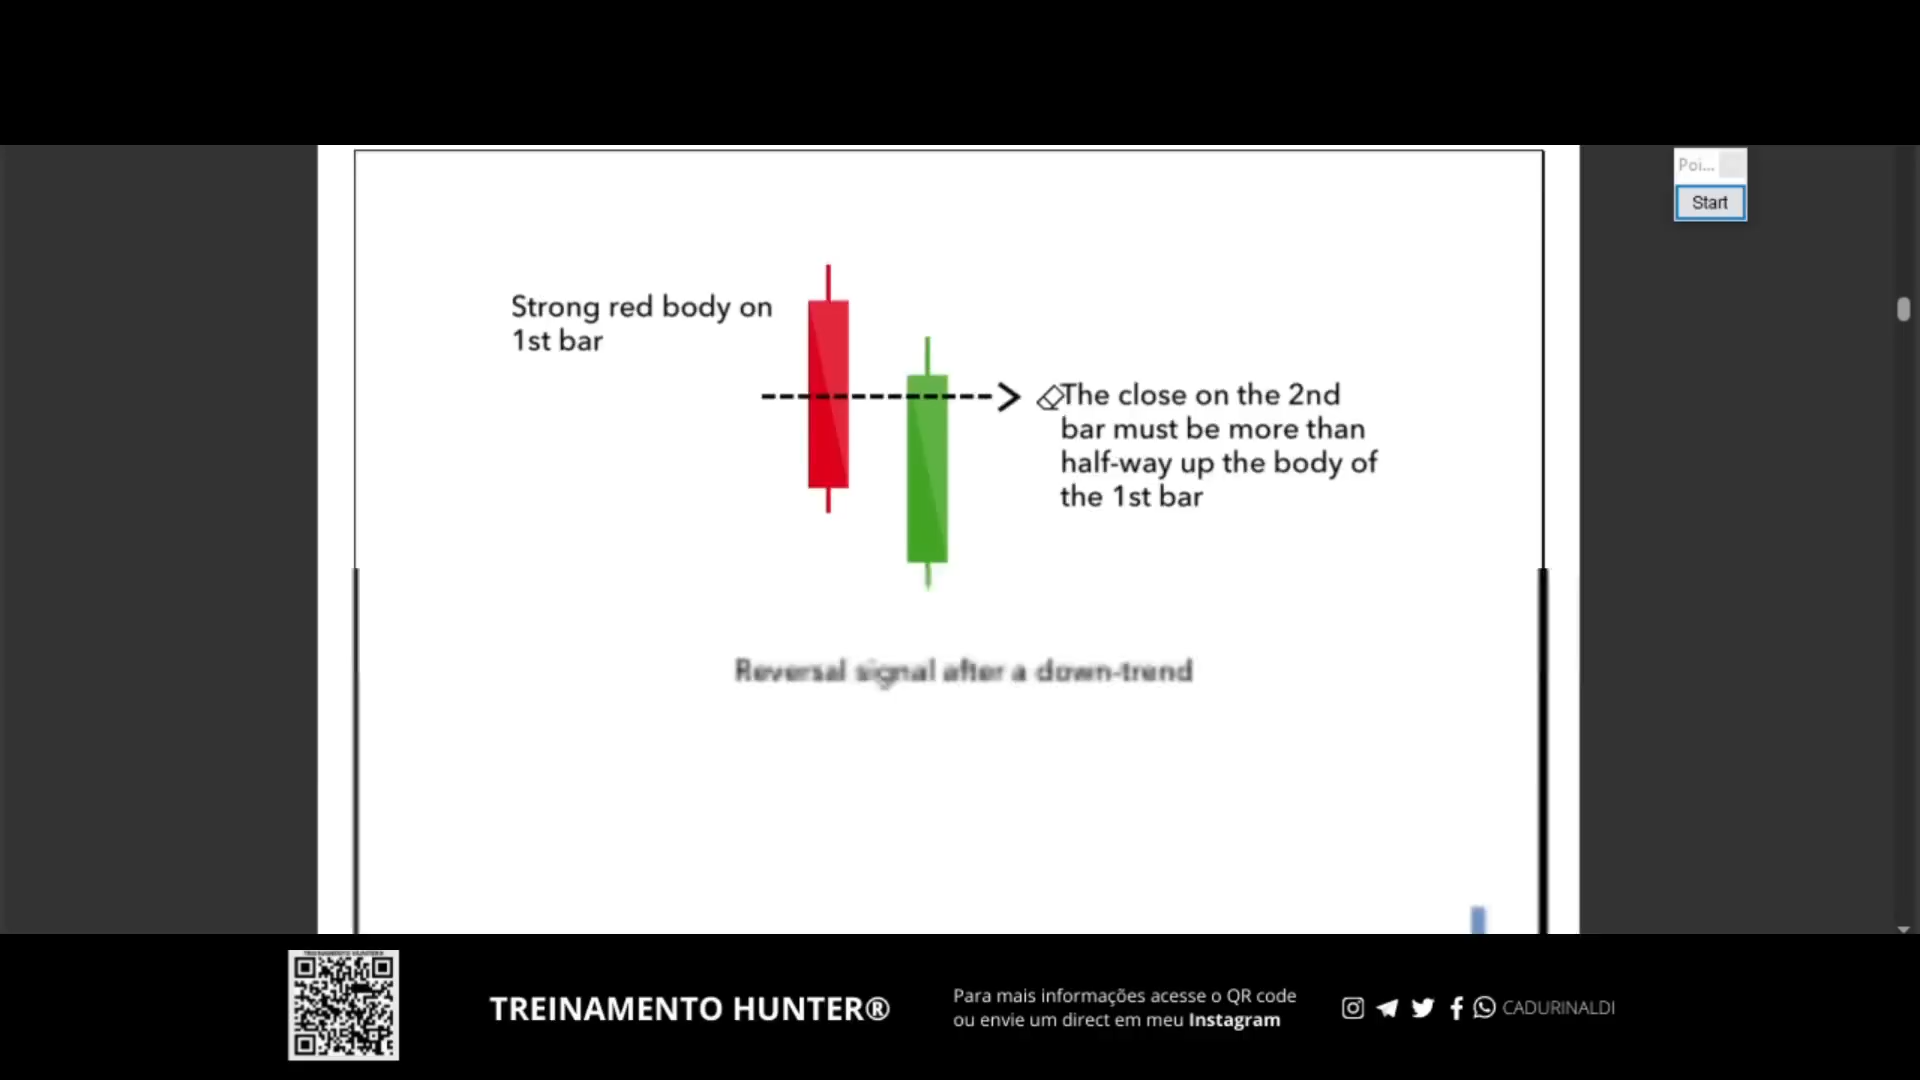 Poi...
Start
Strong red body on
1st bar
The close on the 2nd
bar must be more than
half-way up the body of
the 1st bar
Reversal signal after a down-trend
TREINAMENTO HUNTER®
Para mais informações acesse o QR code
ou envie um direct em meu Instagram
CADURINALDI